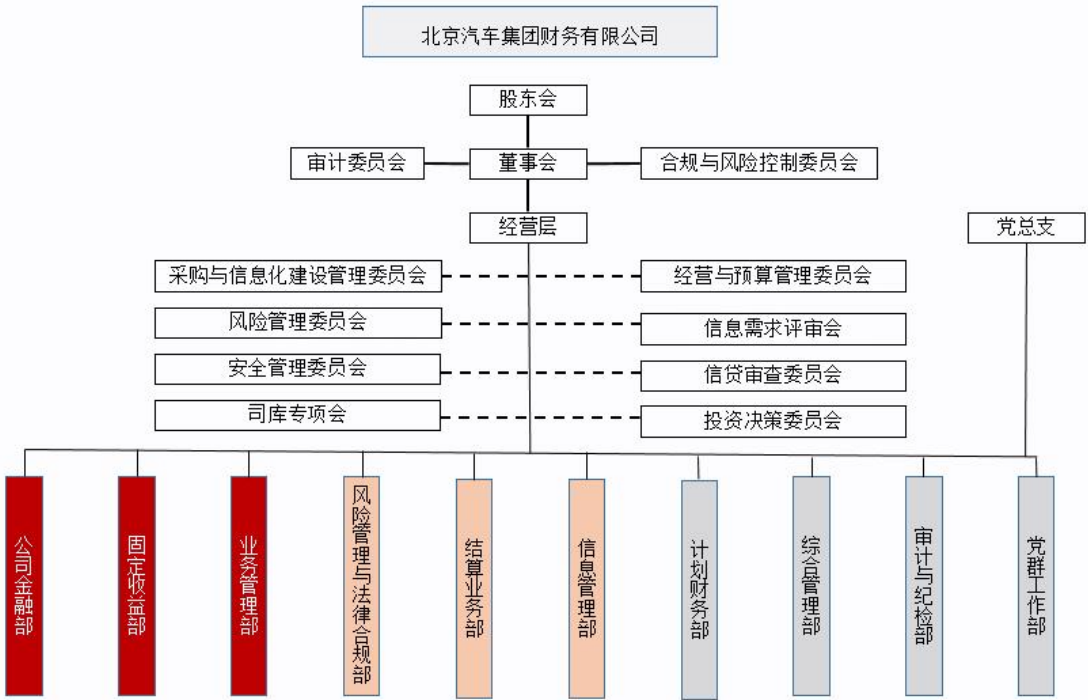 北京汽车集团财务有限公司
股东会
审计委员会
董事会
合规与风险控制委员会
经营层
党总支
采购与信息化建设管理委员会
经营与预算管理委员会
风险管理委员会
信息需求评审会
安全管理委员会
信贷审查委员会
司库专项会
投资决策委员会
公司金融部
固定收益部
业务管理部
风险管理与法律合规部
结算业务部
信息管理部
计划财务部
综合管理部
审计与纪检部
党群工作部